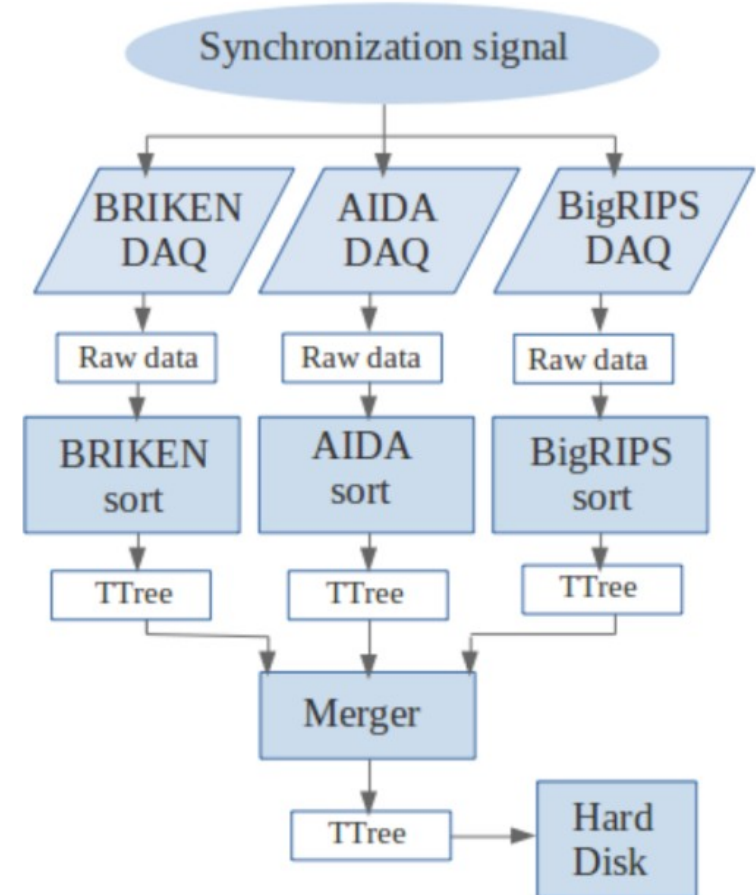 Synchronization signal
BRIKEN
DAQ
AIDA
DAQ
BigRIPS
DAQ
Raw data
Raw data
Raw data
BRIKEN
sort
AIDA
sort
BigRIPS
sort
TTree
TTree
TTree
Merger
TTree
Hard
Disk